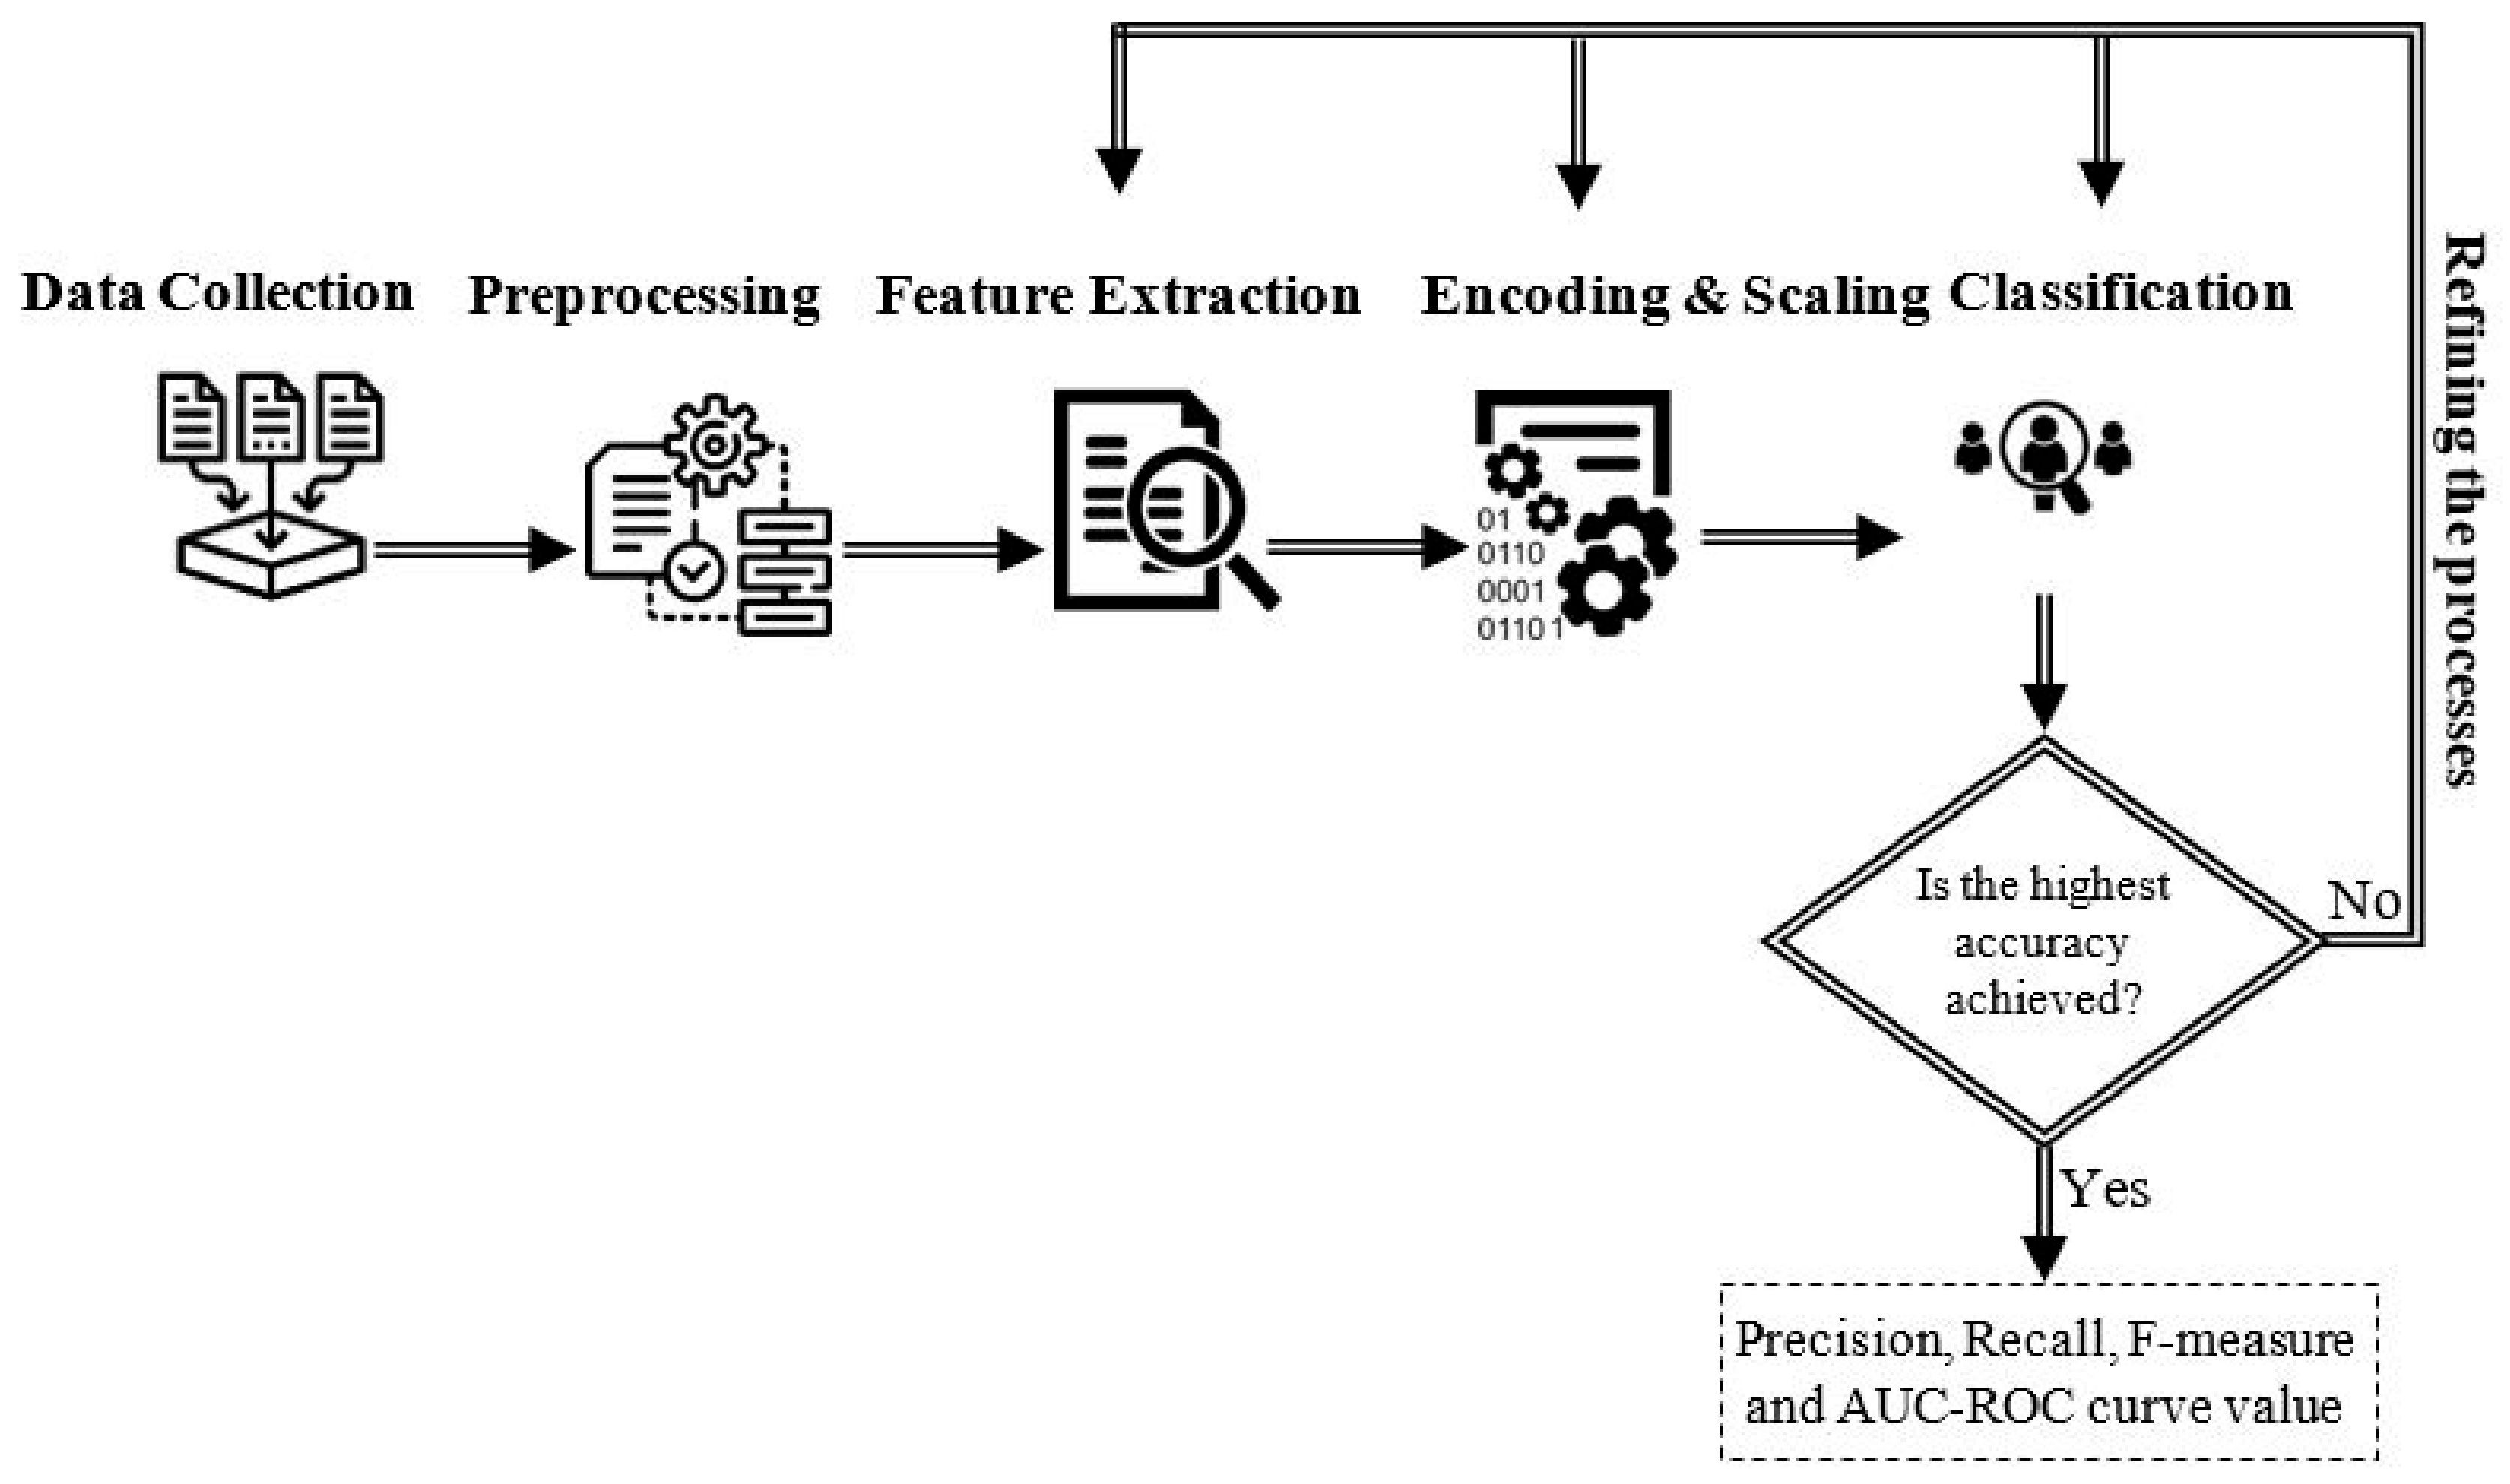 Data Collection
Preprocessing
Feature Extraction
Encoding & Scaling
Classification
01
0110
0001
01101
Refining the processes
Is the highest
accuracy
achieved?
No
Yes
Precision, Recall, F-measure
and AUC-ROC curve value